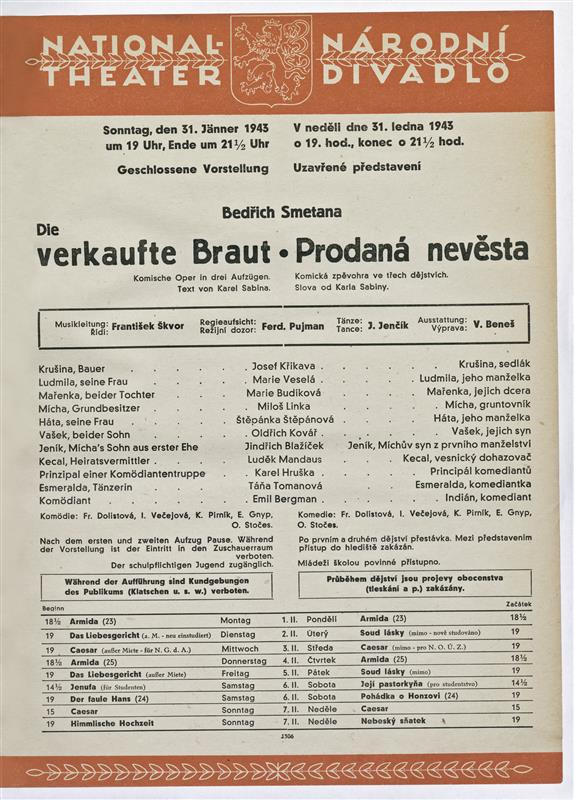 NATIONAL-THEATER
NÁRODNÍ DIVADLO
Sonntag, den 31. Jänner 1943
um 19 Uhr, Ende um 21½ Uhr
Geschlossene Vorstellung
V neděli dne 31. ledna 1943
o 19. hod., konec o 21½ hod.
Uzavřené představení
Bedřich Smetana
Die
verkaufte Braut • Prodaná nevěsta
Komische Oper in drei Aufzügen.
Text von Karel Sabina.
Komická zpěvohra ve třech dějstvích.
Slova od Karla Sabiny.
Musikleitung: Řídí: František Škvor
Regieaufsicht: Režijní dozor: Ferd. Pujman
Tänze: Tance: J. Jenčík
Ausstattung: Výprava: V. Beneš
Krušina, Bauer . . . . . . Josef Křikava . . . . . . Krušina, sedlák
Ludmila, seine Frau . . . . . Marie Veselá . . . . . Ludmila, jeho manželka
Mařenka, beider Tochter . . . . Marie Budíková . . . . Mařenka, jejich dcera
Mícha, Grundbesitzer . . . . . Miloš Linka . . . . . Mícha, gruntovník
Háta, seine Frau . . . . Štěpánka Štěpánová . . . . Háta, jeho manželka
Vašek, beider Sohn . . . . . Oldřich Kovář . . . . . Vašek, jejich syn
Jeník, Mícha's Sohn aus erster Ehe Jindřich Blažíček Jeník, Míchův syn z prvního manželství
Kecal, Heiratsvermittler . . . . Luděk Mandaus . . . . Kecal, vesnický dohazovač
Prinzipal einer Komödiantentruppe . Karel Hruška . . . . Principál komediantů
Esmeralda, Tänzerin . . . . Táňa Tomanová . . . . Esmeralda, komediantka
Komödiant . . . . . . Emil Bergman . . . . . . Indián, komediant
Komödie: Fr. Dolistová, I. Večejová, K. Pirník, E. Gnyp,
O. Stočes.
Komedie: Fr. Dolistová, I. Večejová, K. Pirník, E. Gnyp,
O. Stočes.
Nach dem ersten und zweiten Aufzug Pause. Während
der Vorstellung ist der Eintritt in den Zuschauerraum
verboten.
Der schulpflichtigen Jugend zugänglich.
Po prvním a druhém dějství přestávka. Mezi představením
přístup do hlediště zakázán.
Mládeži školou povinné přístupno.
Während der Aufführung sind Kundgebungen
des Publikums (Klatschen u. s. w.) verboten.
Průběhem dějství jsou projevy obecenstva
(tleskání a p.) zakázány.
Beginn Začátek
18½ Armida (23) Montag 1. II. Pondělí Armida (23) 18½
19 Das Liebesgericht (a. M. - neu einstudiert) Dienstag 2. II. Úterý Soud lásky (mimo - nově studováno) 19
19 Caesar (außer Miete - für N. G. d. A.) Mittwoch 3. II. Středa Caesar (mimo - pro N. O. Ú. Z.) 19
18½ Armida (25) Donnerstag 4. II. Čtvrtek Armida (25) 18½
19 Das Liebesgericht (außer Miete) Freitag 5. II. Pátek Soud lásky (mimo) 19
14½ Jenufa (für Studenten) Samstag 6. II. Sobota Její pastorkyňa (pro studentstvo) 14½
19 Der faule Hans (24) Samstag 6. II. Sobota Pohádka o Honzovi (24) 19
15 Caesar Sonntag 7. II. Neděle Caesar 15
19 Himmlische Hochzeit Sonntag 7. II. Neděle Nebeský sňatek 19